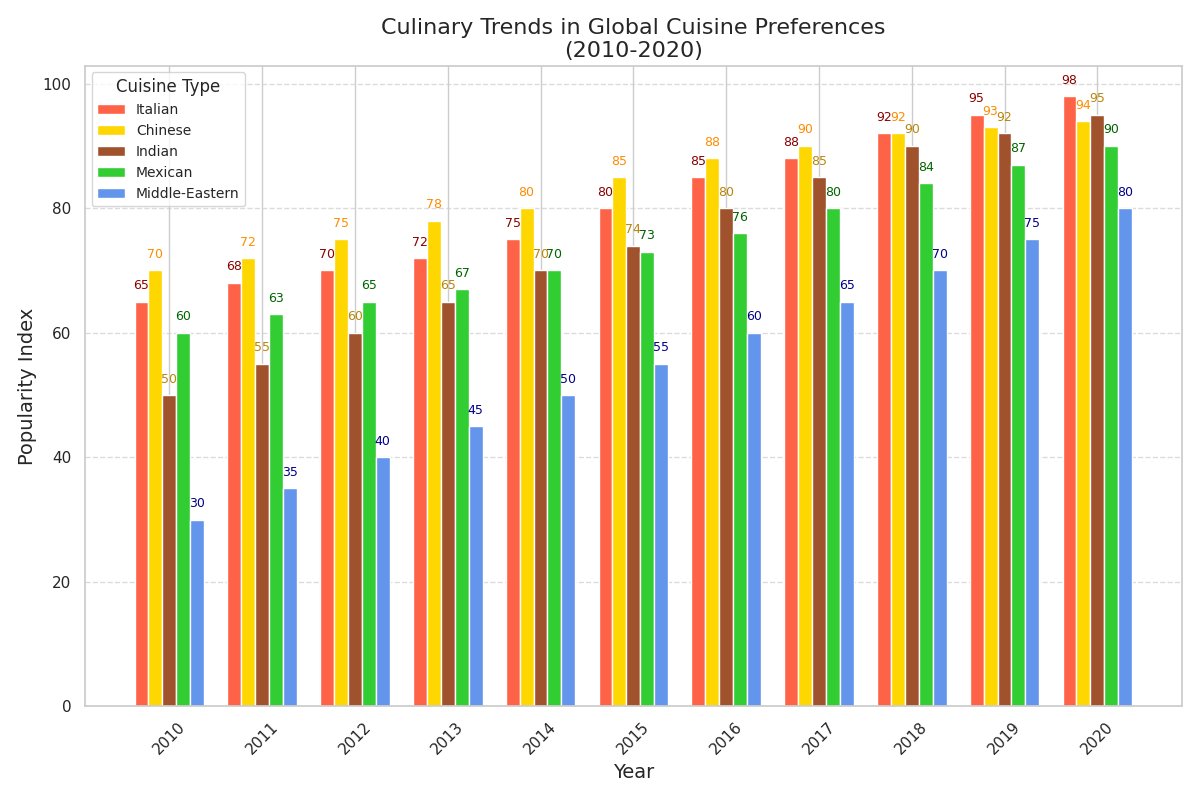 Culinary Trends in Global Cuisine Preferences
(2010-2020)
Cuisine Type
Italian
Chinese
Indian
Mexican
Middle-Eastern
Popularity Index
100
80
60
40
20
0
65 70 50 60 30
68 72 55 63 35
70 75 60 65 40
72 78 65 67 45
75 80 70 70 50
80 85 74 73 55
85 88 80 76 60
88 90 85 80 65
92 92 90 84 70
95 93 92 87 75
98 94 95 90 80
2010 2011 2012 2013 2014 2015 2016 2017 2018 2019 2020
Year